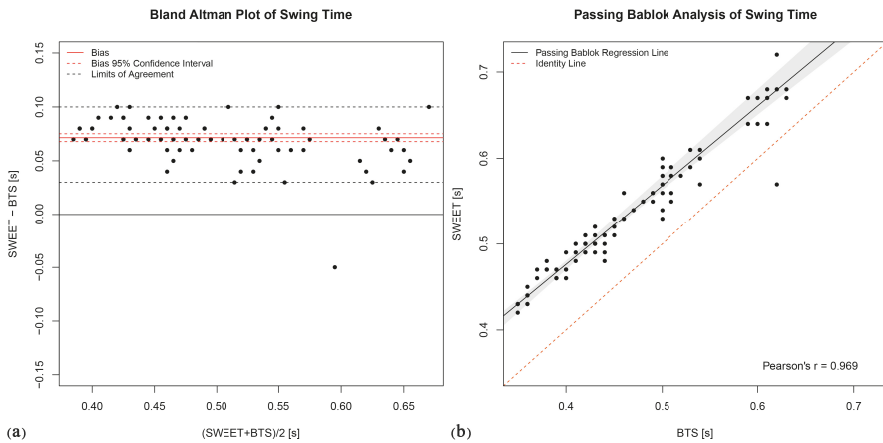 Bland Altman Plot of Swing Time
Bias
Bias 95% Confidence Interval
Limits of Agreement
0.15
0.10
0.05
0.00
−0.05
−0.10
−0.15
SWEET − BTS [s]
0.40 0.45 0.50 0.55 0.60 0.65
(SWEET+BTS)/2 [s]
(a)
Passing Bablok Analysis of Swing Time
Passing Bablok Regression Line
Identity Line
0.7
0.6
0.5
0.4
SWEET [s]
Pearson's r = 0.969
0.4 0.5 0.6 0.7
BTS [s]
(b)